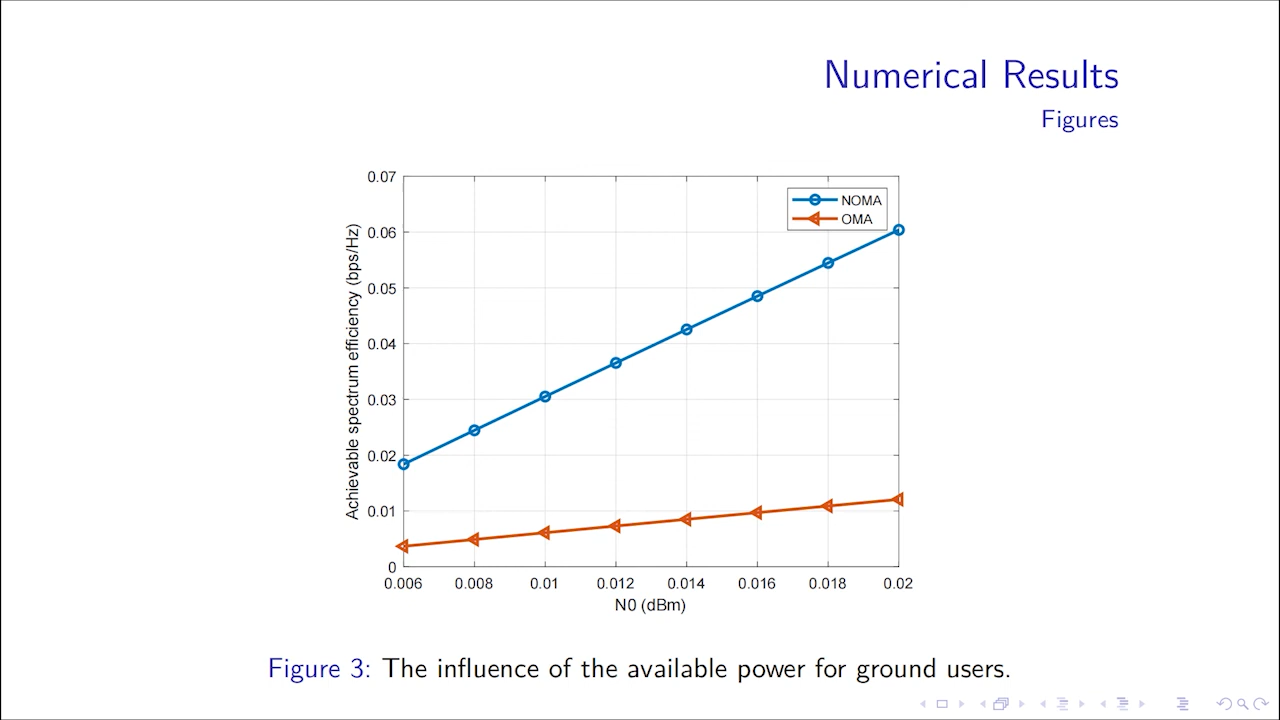 Numerical Results
Figures
0.07
0.06
0.05
0.04
0.03
0.02
0.01
0
Achievable spectrum efficiency (bps/Hz)
NOMA
OMA
0.006 0.008 0.01 0.012 0.014 0.016 0.018 0.02
N0 (dBm)
Figure 3: The influence of the available power for ground users.